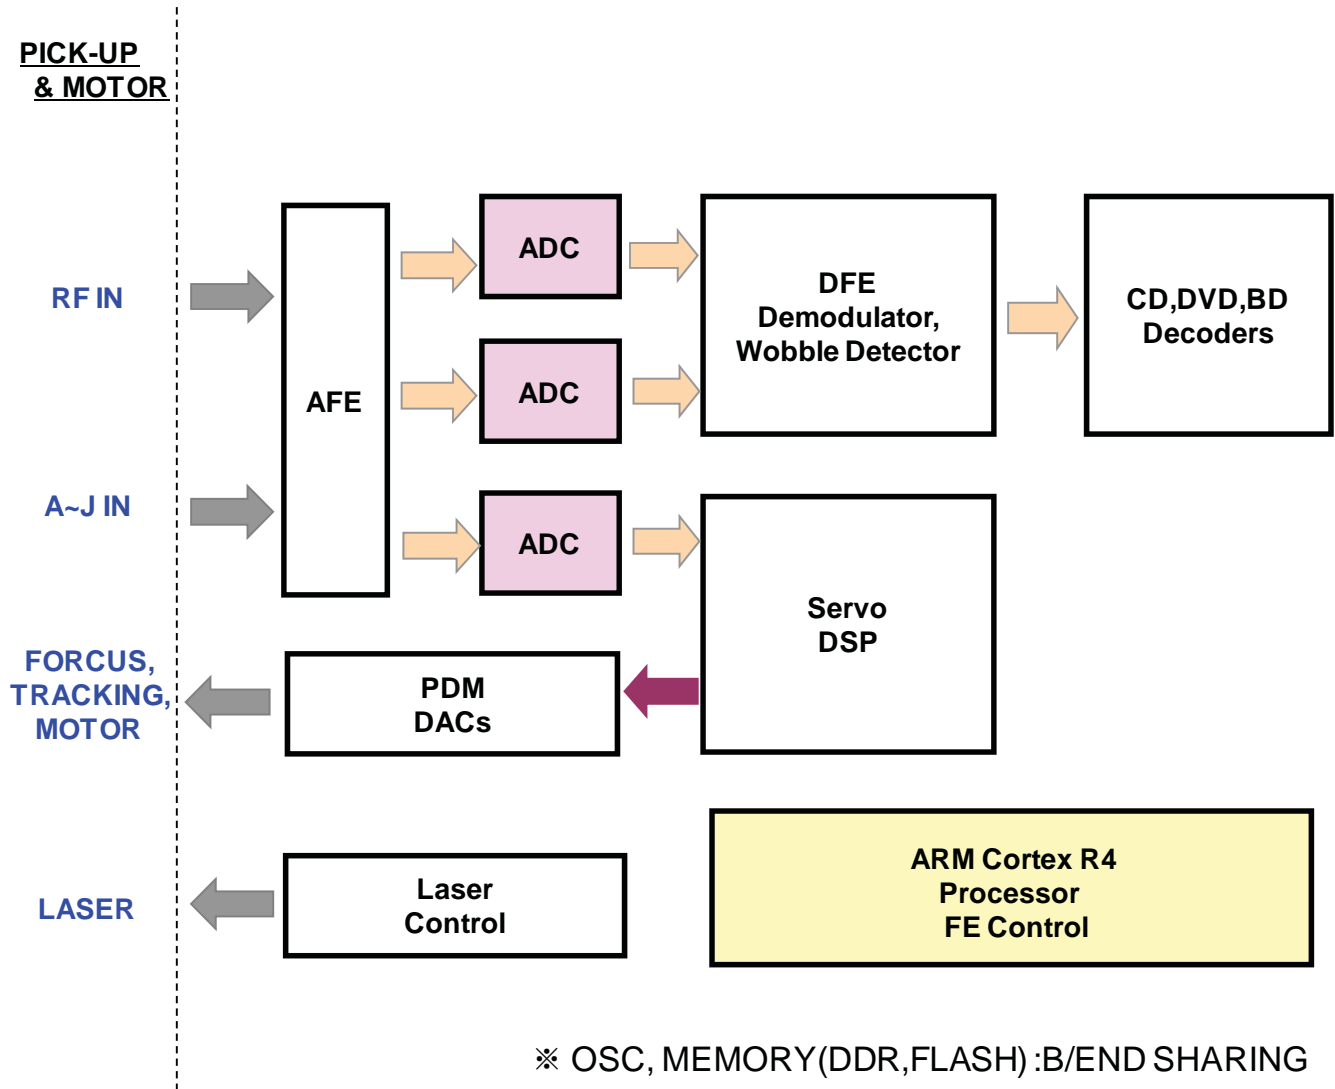 PICK-UP
& MOTOR
RF IN
A~J IN
FORCUS,
TRACKING,
MOTOR
LASER
AFE
ADC
ADC
ADC
DFE
Demodulator,
Wobble Detector
CD,DVD,BD
Decoders
Servo
DSP
PDM
DACs
Laser
Control
ARM Cortex R4
Processor
FE Control
※ OSC, MEMORY(DDR,FLASH) :B/END SHARING